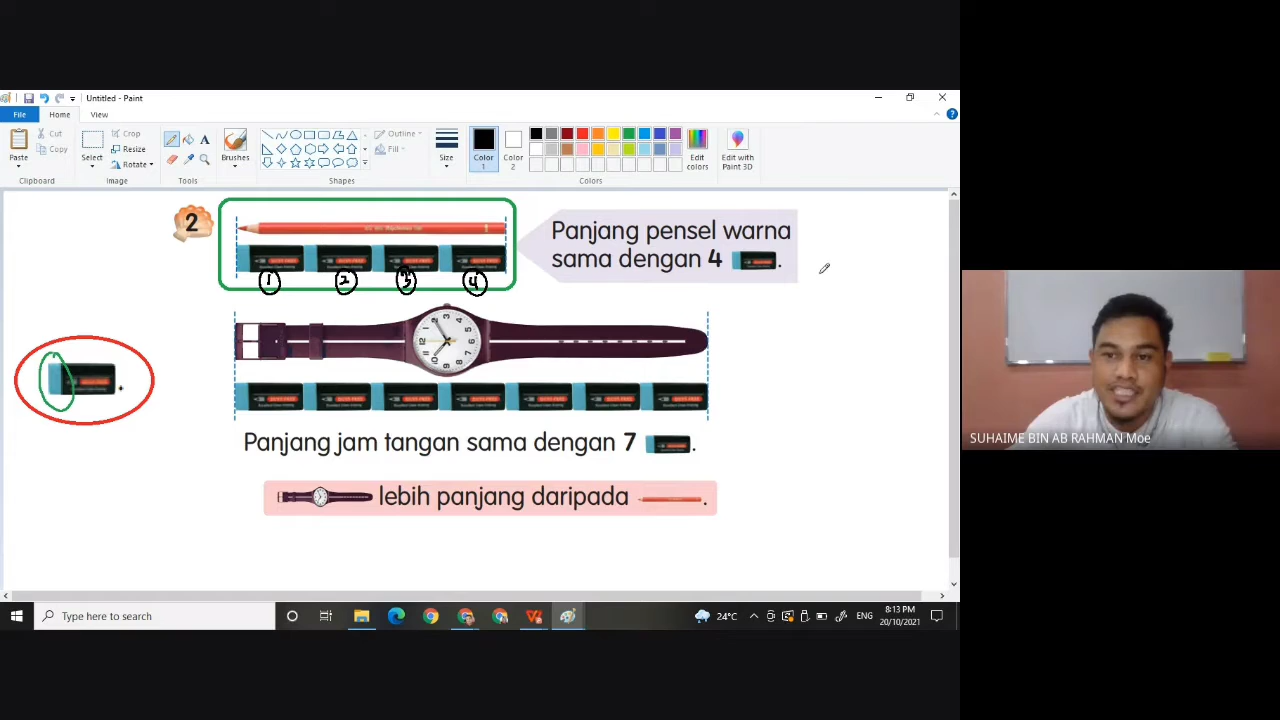 Untitled - Paint
File
Home
View
Paste
Cut
Copy
Clipboard
Select
Crop
Resize
Rotate
Image
Tools
Brushes
Outline
Fill
Shapes
Size
Color 1
Color 2
Edit colors
Colors
Edit with Paint 3D
2
Panjang pensel warna
sama dengan 4 .
1 2 3 4
Panjang jam tangan sama dengan 7 .
lebih panjang daripada .
SUHAIME BIN AB RAHMAN Moe
Type here to search
24°C
ENG
8:13 PM
20/10/2021